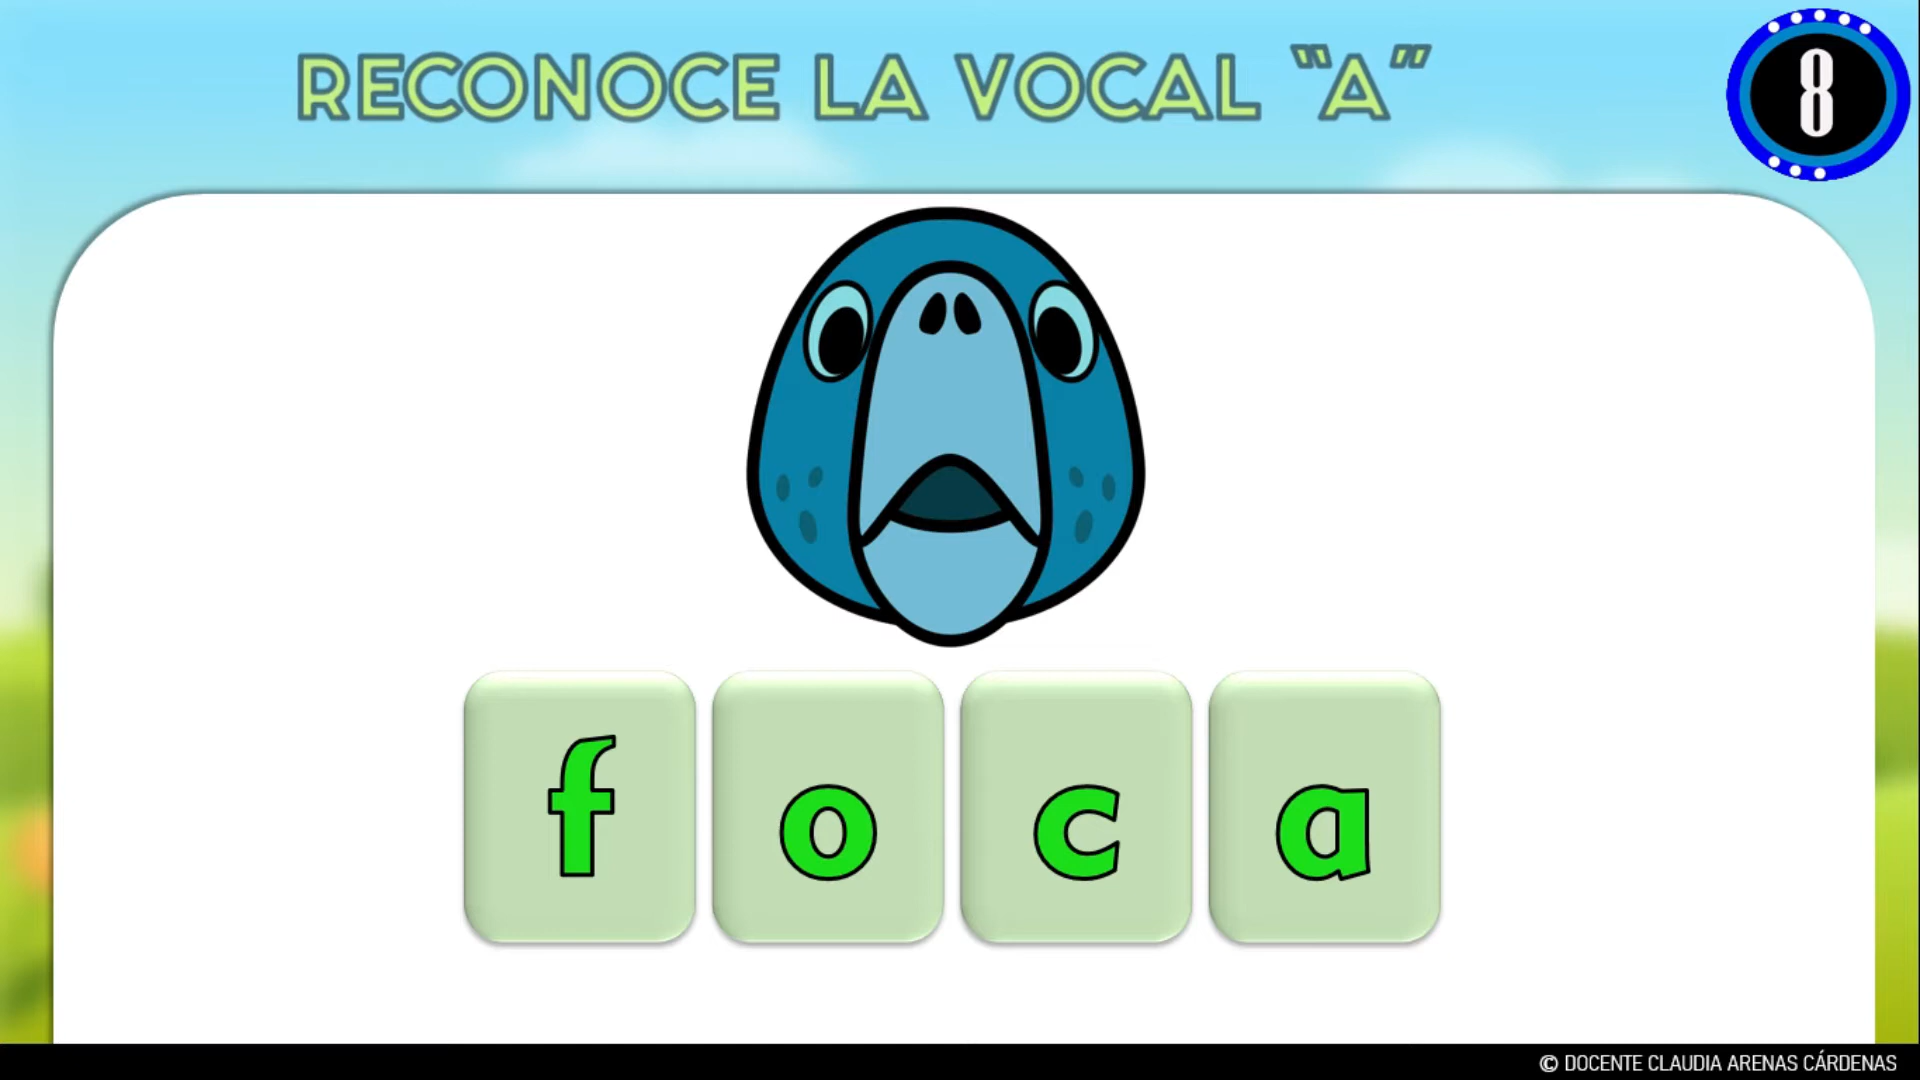 RECONOCE LA VOCAL “A”
8
f o c a
© DOCENTE CLAUDIA ARENAS CÁRDENAS